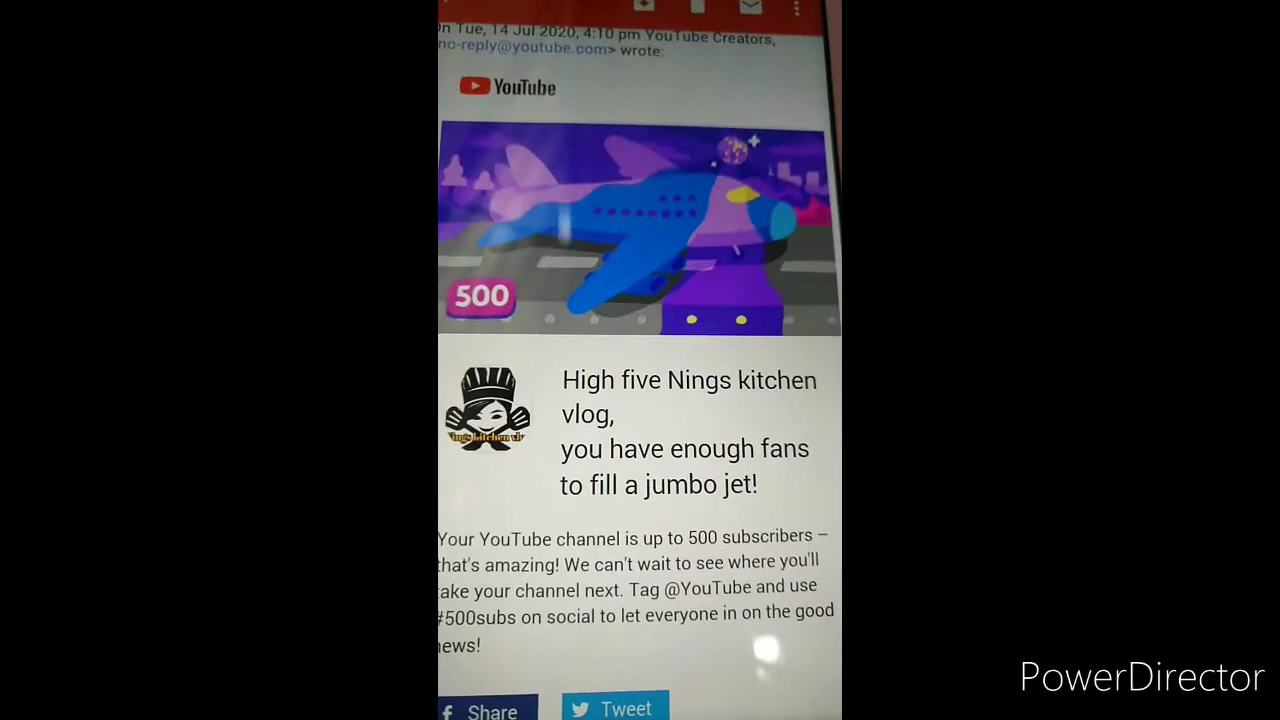 On Tue, 14 Jul 2020, 4:10 pm YouTube Creators,
no-reply@youtube.com> wrote:
YouTube
500
High five Nings kitchen
vlog,
you have enough fans
to fill a jumbo jet!
Your YouTube channel is up to 500 subscribers –
that's amazing! We can't wait to see where you'll
take your channel next. Tag @YouTube and use
#500subs on social to let everyone in on the good
news!
f Share
Tweet
PowerDirector